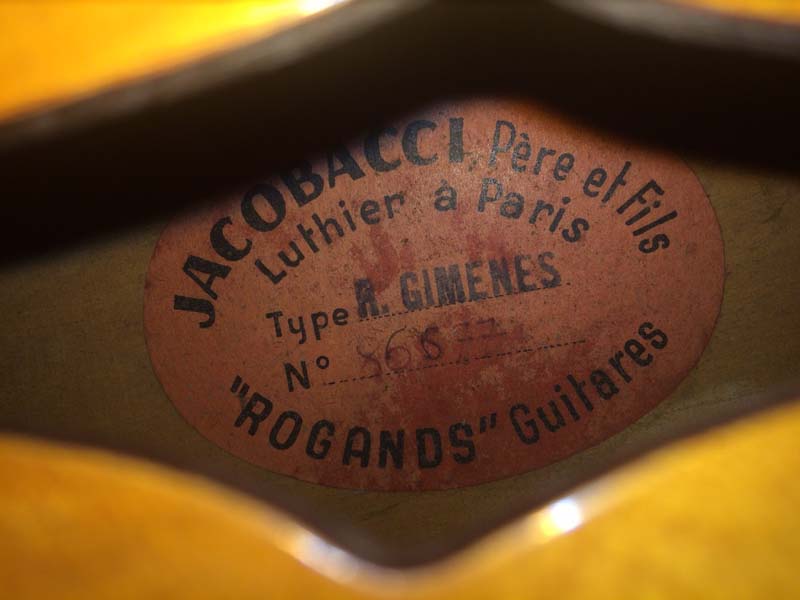 JACOBACCI Père et Fils
Luthier à Paris
Type R. GIMENES
N°
"ROGANDS" Guitares